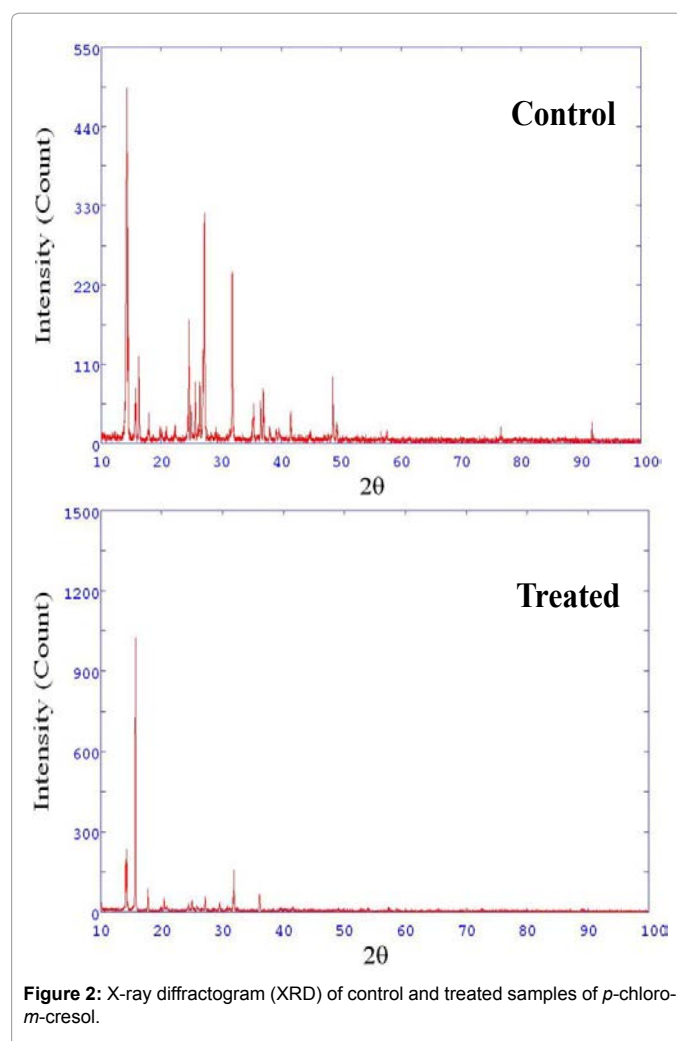 550
440
330
220
110
0
Intensity (Count)
Control
10 20 30 40 50 60 70 80 90 100
2θ
1500
1200
900
600
300
0
Intensity (Count)
Treated
10 20 30 40 50 60 70 80 90 100
2θ
Figure 2: X-ray diffractogram (XRD) of control and treated samples of p-chloro-
m-cresol.